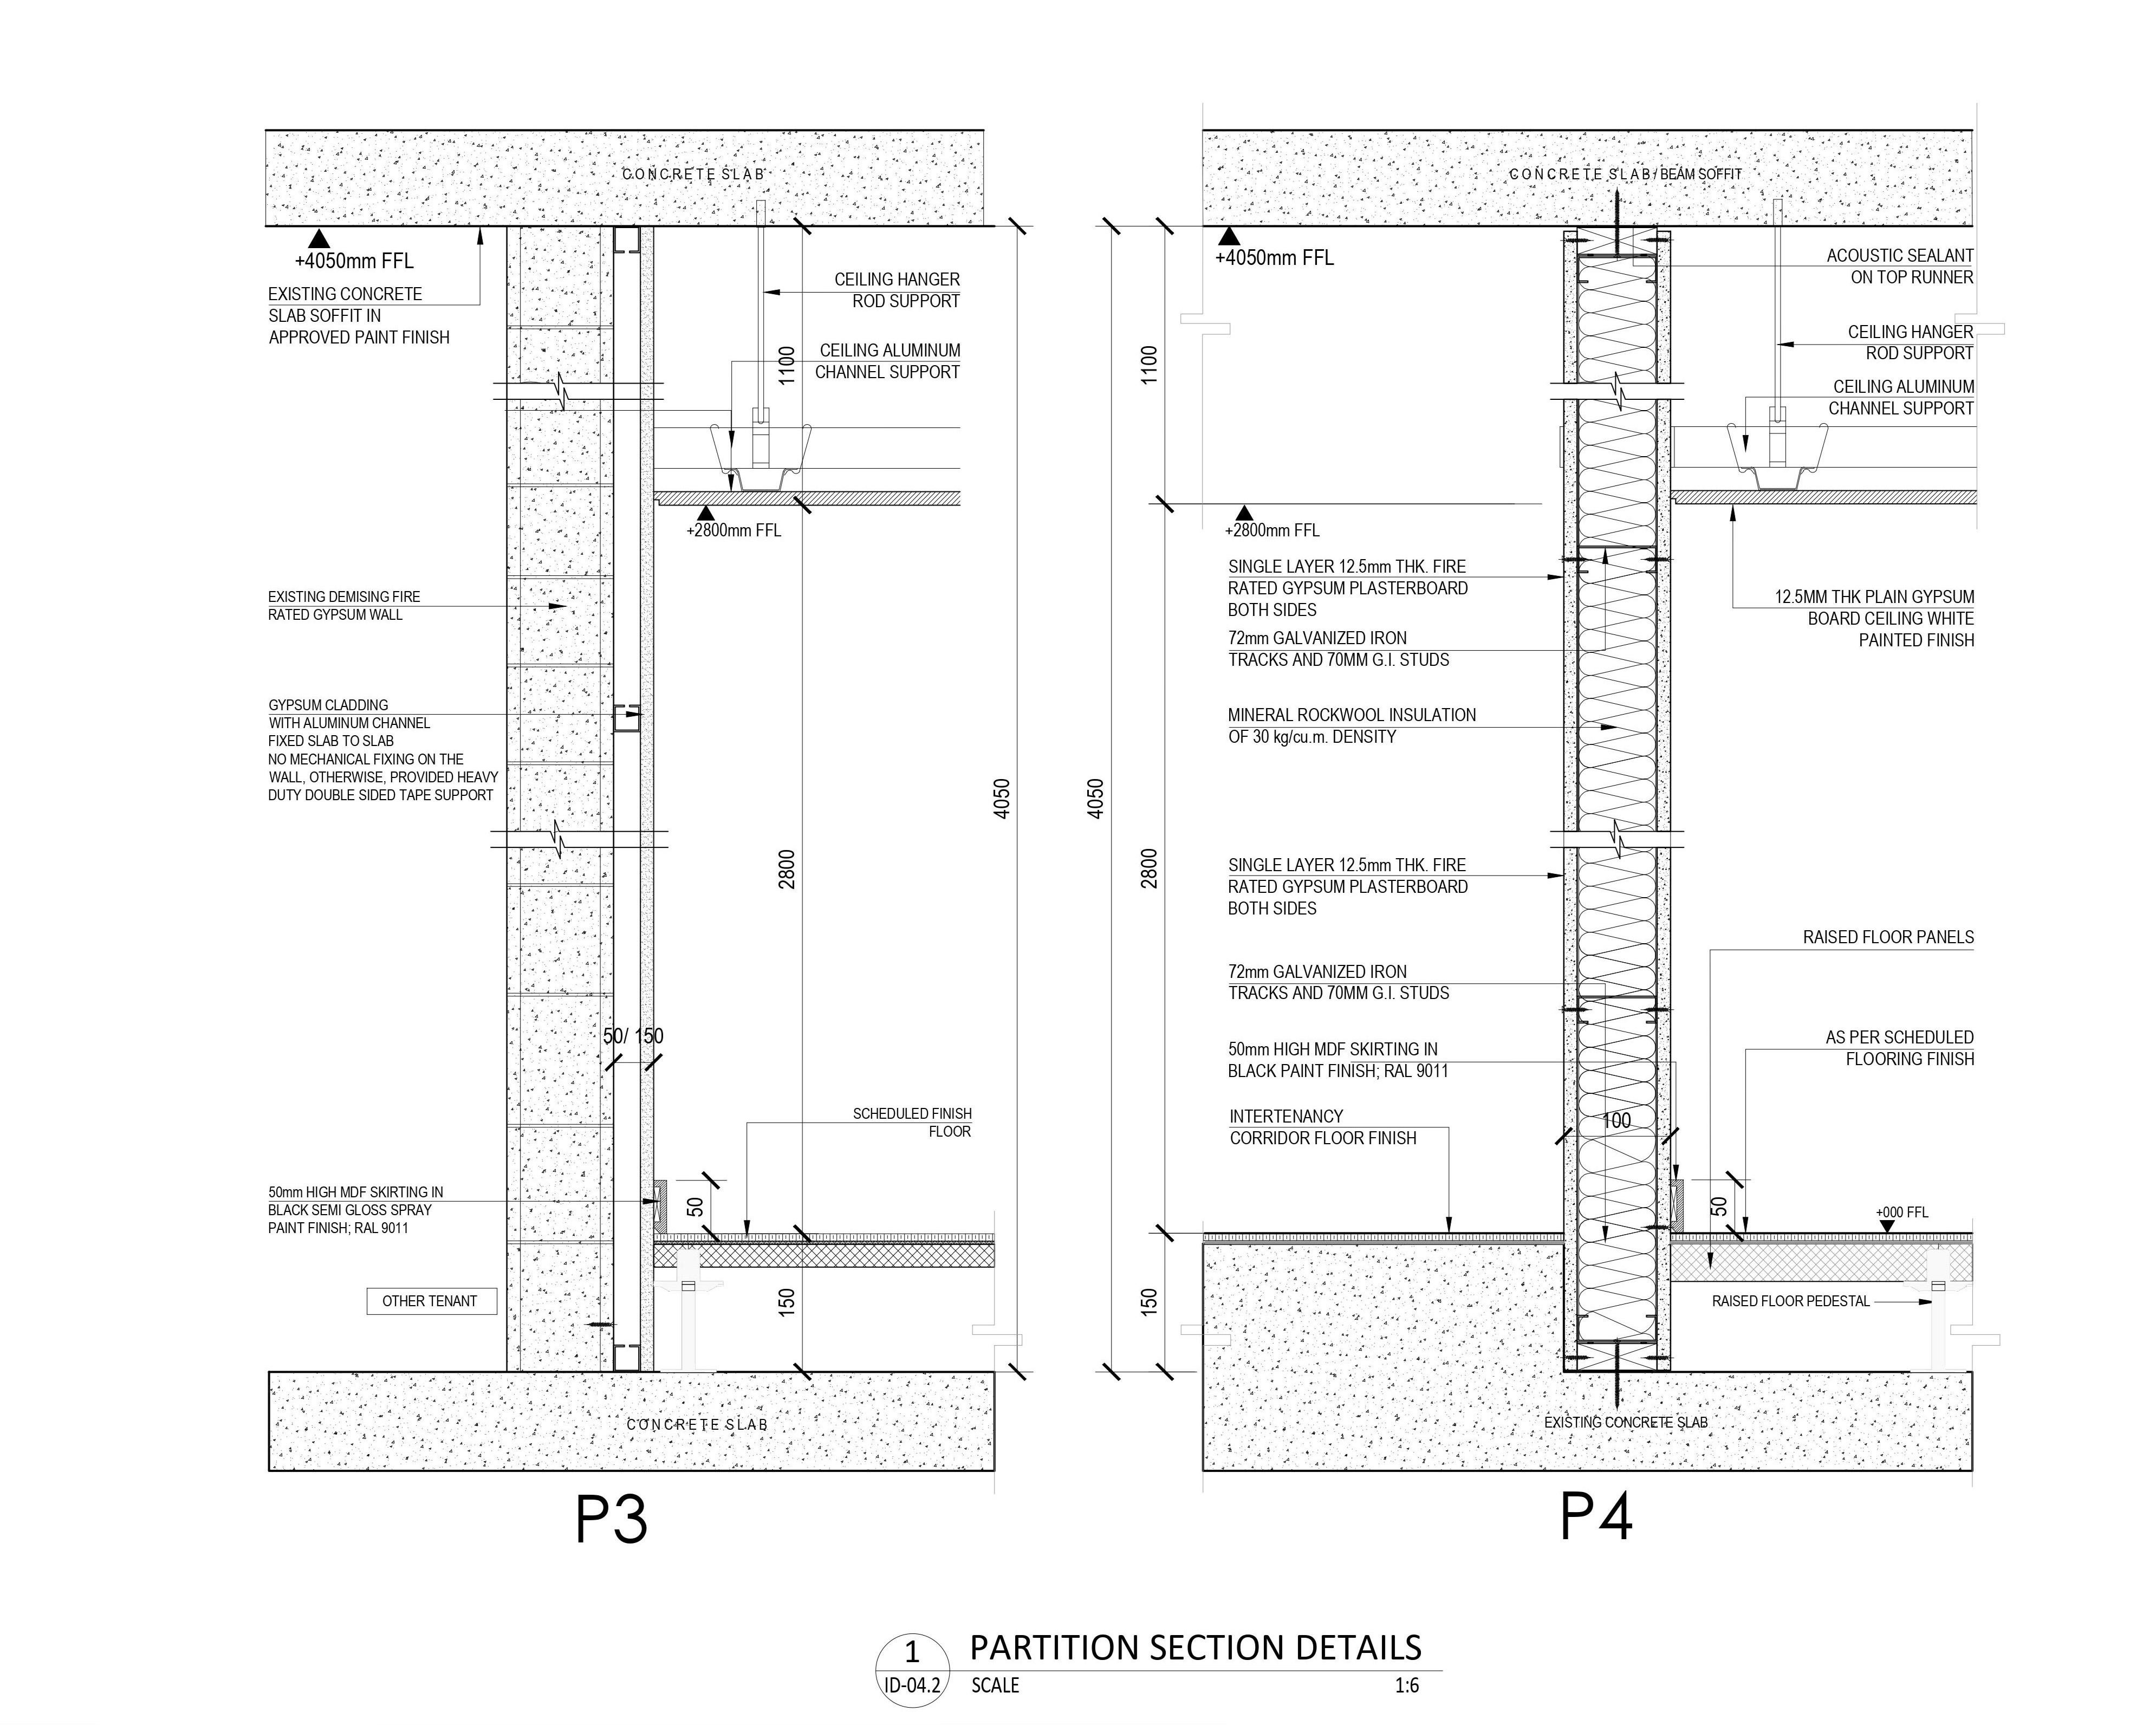 CONCRETE SLAB
+4050mm FFL
EXISTING CONCRETE
SLAB SOFFIT IN
APPROVED PAINT FINISH
CEILING HANGER
ROD SUPPORT
CEILING ALUMINUM
CHANNEL SUPPORT
1100
+2800mm FFL
EXISTING DEMISING FIRE
RATED GYPSUM WALL
GYPSUM CLADDING
WITH ALUMINUM CHANNEL
FIXED SLAB TO SLAB
NO MECHANICAL FIXING ON THE
WALL, OTHERWISE, PROVIDED HEAVY
DUTY DOUBLE SIDED TAPE SUPPORT
4050
2800
50/ 150
SCHEDULED FINISH
FLOOR
50mm HIGH MDF SKIRTING IN
BLACK SEMI GLOSS SPRAY
PAINT FINISH; RAL 9011
50
OTHER TENANT
150
CONCRETE SLAB
P3
CONCRETE SLAB / BEAM SOFFIT
+4050mm FFL
ACOUSTIC SEALANT
ON TOP RUNNER
CEILING HANGER
ROD SUPPORT
CEILING ALUMINUM
CHANNEL SUPPORT
1100
+2800mm FFL
SINGLE LAYER 12.5mm THK. FIRE
RATED GYPSUM PLASTERBOARD
BOTH SIDES
12.5MM THK PLAIN GYPSUM
BOARD CEILING WHITE
PAINTED FINISH
72mm GALVANIZED IRON
TRACKS AND 70MM G.I. STUDS
MINERAL ROCKWOOL INSULATION
OF 30 kg/cu.m. DENSITY
4050
2800
SINGLE LAYER 12.5mm THK. FIRE
RATED GYPSUM PLASTERBOARD
BOTH SIDES
RAISED FLOOR PANELS
72mm GALVANIZED IRON
TRACKS AND 70MM G.I. STUDS
AS PER SCHEDULED
FLOORING FINISH
50mm HIGH MDF SKIRTING IN
BLACK PAINT FINISH; RAL 9011
INTERTENANCY
CORRIDOR FLOOR FINISH
100
50
+000 FFL
150
RAISED FLOOR PEDESTAL
EXISTING CONCRETE SLAB
P4
1
ID-04.2
PARTITION SECTION DETAILS
SCALE
1:6